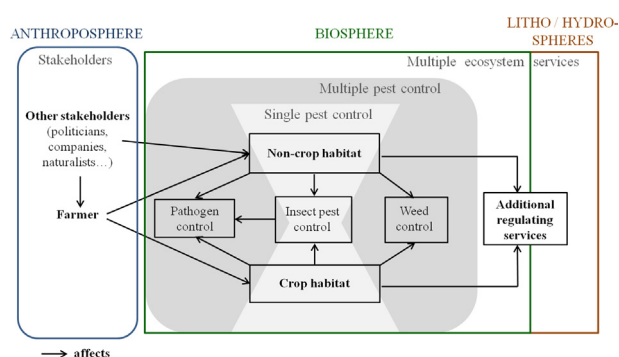 ANTHROPOSPHERE
BIOSPHERE
LITHO / HYDRO-
SPHERES
Stakeholders
Multiple ecosystem services
Multiple pest control
Single pest control
Other stakeholders
(politicians,
companies,
naturalists…)
Farmer
Non-crop habitat
Pathogen
control
Insect pest
control
Weed
control
Additional
regulating
services
Crop habitat
affects